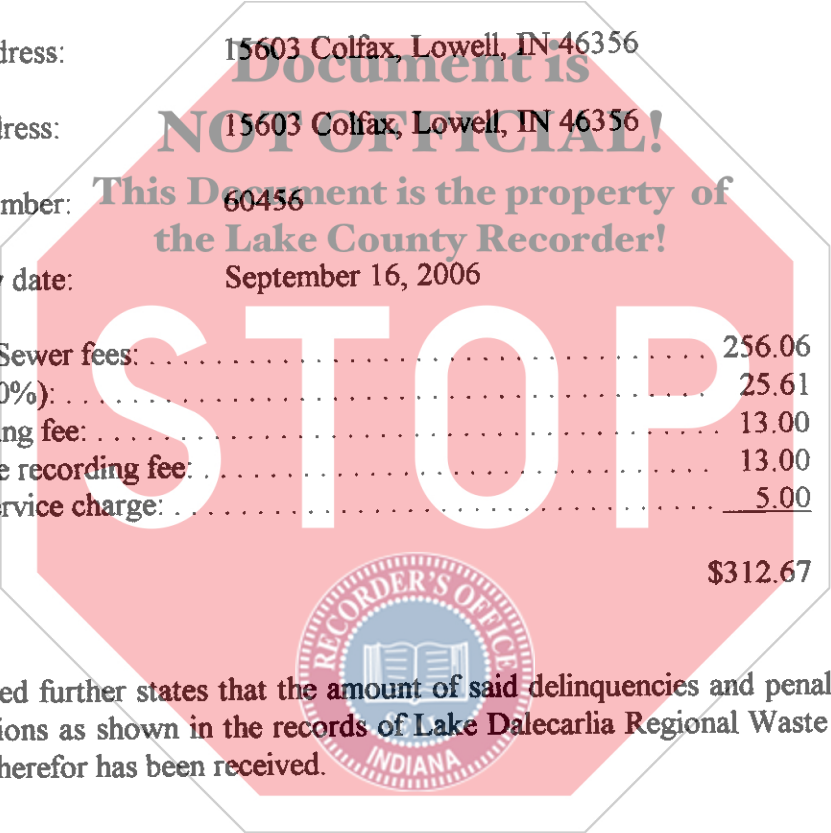 dress: 15603 Colfax, Lowell, IN 46356
Document is
dress: 15603 Colfax, Lowell, IN 46356
NOT OFFICIAL!
mber: 60456
This Document is the property of
the Lake County Recorder!
date: September 16, 2006
STOP
Sewer fees: 256.06
0%): 25.61
ng fee: 13.00
e recording fee: 13.00
ervice charge: 5.00
$312.67
RECORDER'S OFFICE
INDIANA
ed further states that the amount of said delinquencies and penal
ions as shown in the records of Lake Dalecarlia Regional Waste
herefor has been received.